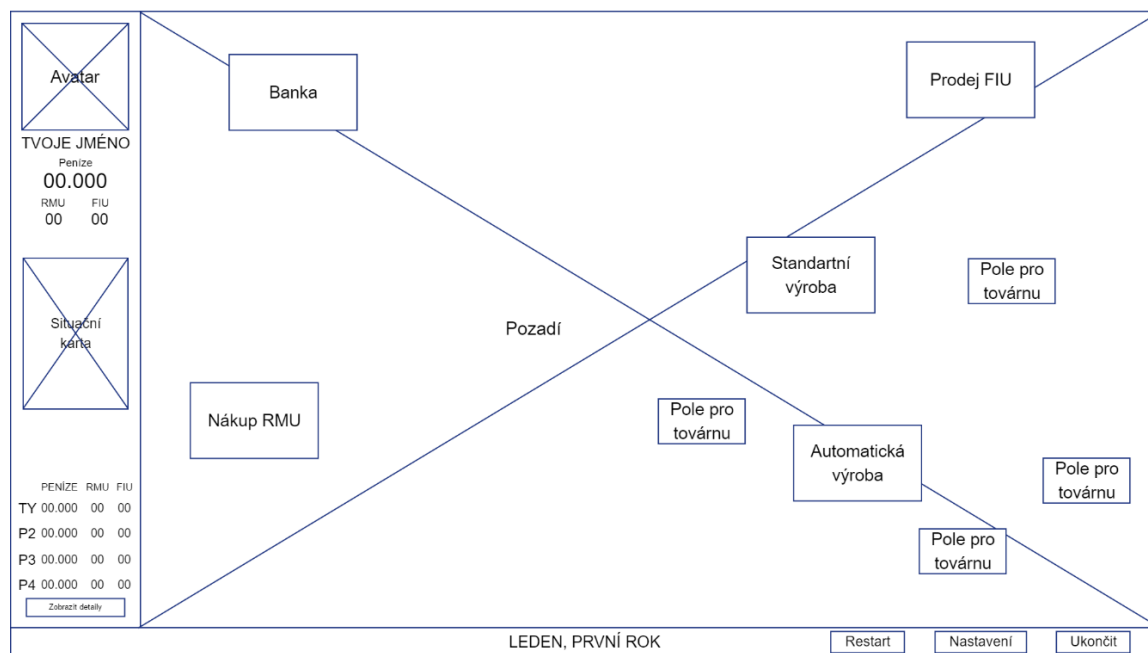 Avatar
TVOJE JMÉNO
Peníze
00.000
RMU FIU
00 00
Situační
karta
PENÍZE RMU FIU
TY 00.000 00 00
P2 00.000 00 00
P3 00.000 00 00
P4 00.000 00 00
Zobrazit detaily
Banka
Prodej FIU
Standartní
výroba
Pole pro
továrnu
Pozadí
Nákup RMU
Pole pro
továrnu
Automatická
výroba
Pole pro
továrnu
Pole pro
továrnu
LEDEN, PRVNÍ ROK
Restart
Nastavení
Ukončit